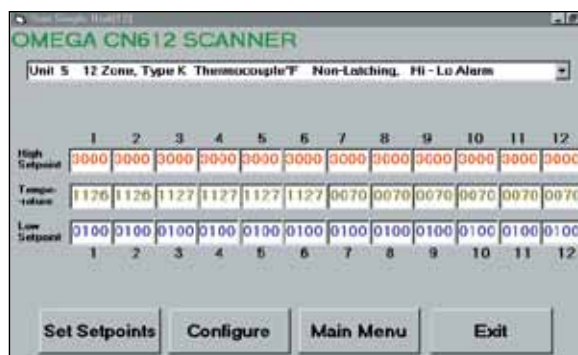 OMEGA CN612 SCANNER
Unit 5 12 Zone, Type K Thermocouple°F Non-Latching, Hi - Lo Alarm
1 2 3 4 5 6 7 8 9 10 11 12
High Setpoint 3000 3000 3000 3000 3000 3000 3000 3000 3000 3000 3000 3000
Tempe-rature 1126 1126 1127 1127 1127 1127 0070 0070 0070 0070 0070 0070
Low Setpoint 0100 0100 0100 0100 0100 0100 0100 0100 0100 0100 0100 0100
1 2 3 4 5 6 7 8 9 10 11 12
Set Setpoints Configure Main Menu Exit